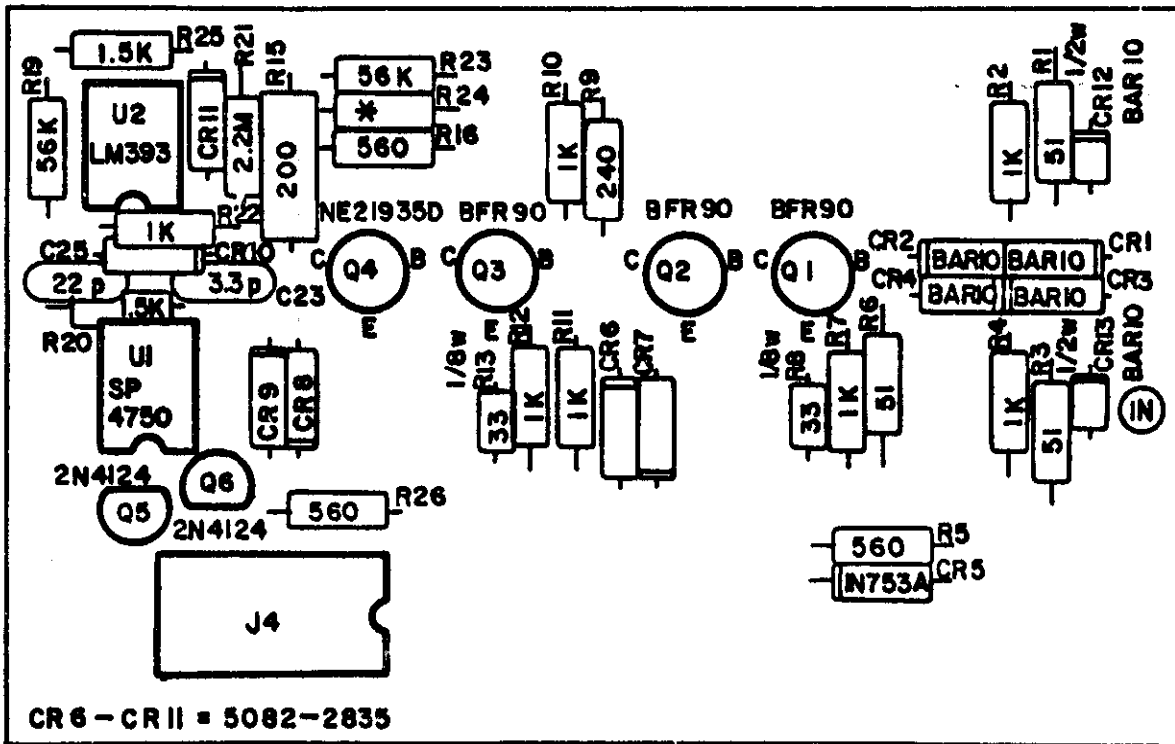 R25
1.5K
R21
R15
R19
56K
U2
LM393
CR11
2.2M
200
56K
R23
*
R24
560
R16
R10
R9
1K
240
R2
R1
1/2w
CR12
BAR10
1K
51
1K
R22
NE21935D
BFR90
BFR90
BFR90
C25
CR10
22p
3.3p
C23
.5K
C Q4 B
E
C Q3 B
E
C Q2 B
E
C Q1 B
E
CR2
BAR10
BAR10
CR1
CR4
BAR10
BAR10
CR3
R20
U1
SP
4750
CR9
CR8
1/8w
R13
33
R12
1K
R11
1K
CR6
CR7
1/8w
R8
33
R7
1K
R6
51
R4
1K
R3
51
1/2w
CR13
BAR10
1N
2N4124
Q5
Q6
2N4124
560
R26
560
R5
1N753A
CR5
J4
CR6-CR11 = 5082-2835